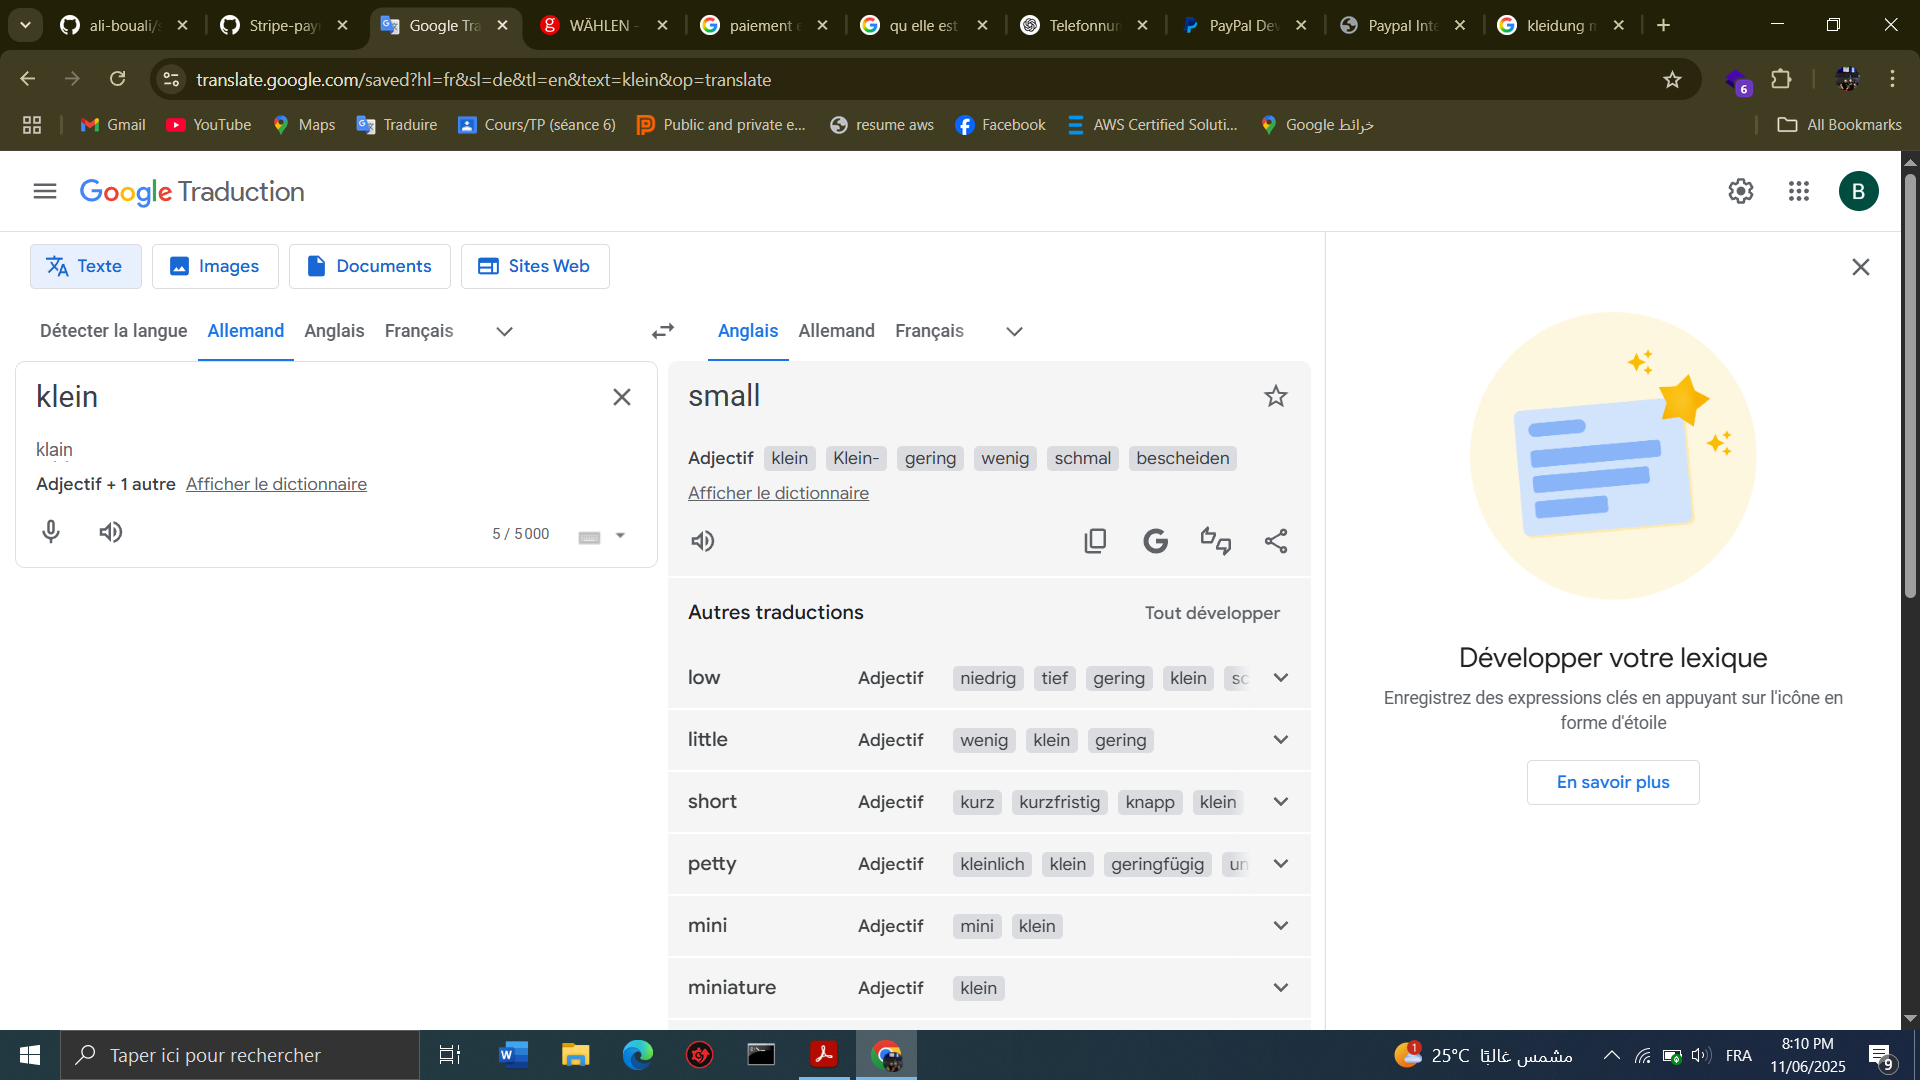 ali-bouali/s
Stripe-pay
Google Tra
WÄHLEN -
paiement e
qu elle est
Telefonnu
PayPal Dev
Paypal Inte
kleidung m
translate.google.com/saved?hl=fr&sl=de&tl=en&text=klein&op=translate
6
Gmail
YouTube
Maps
Traduire
Cours/TP (séance 6)
Public and private e...
resume aws
Facebook
AWS Certified Soluti...
خرائط Google
All Bookmarks
Google Traduction
B
Texte
Images
Documents
Sites Web
Détecter la langue Allemand Anglais Français
Anglais Allemand Français
klein
klain
Adjectif + 1 autre Afficher le dictionnaire
5 / 5 000
small
Adjectif klein Klein- gering wenig schmal bescheiden
Afficher le dictionnaire
Autres traductions Tout développer
low Adjectif niedrig tief gering klein sc
little Adjectif wenig klein gering
short Adjectif kurz kurzfristig knapp klein
petty Adjectif kleinlich klein geringfügig un
mini Adjectif mini klein
miniature Adjectif klein
Développer votre lexique
Enregistrez des expressions clés en appuyant sur l'icône en
forme d'étoile
En savoir plus
Taper ici pour rechercher
1
25°C مشمس غالبًا
FRA
8:10 PM
11/06/2025
9